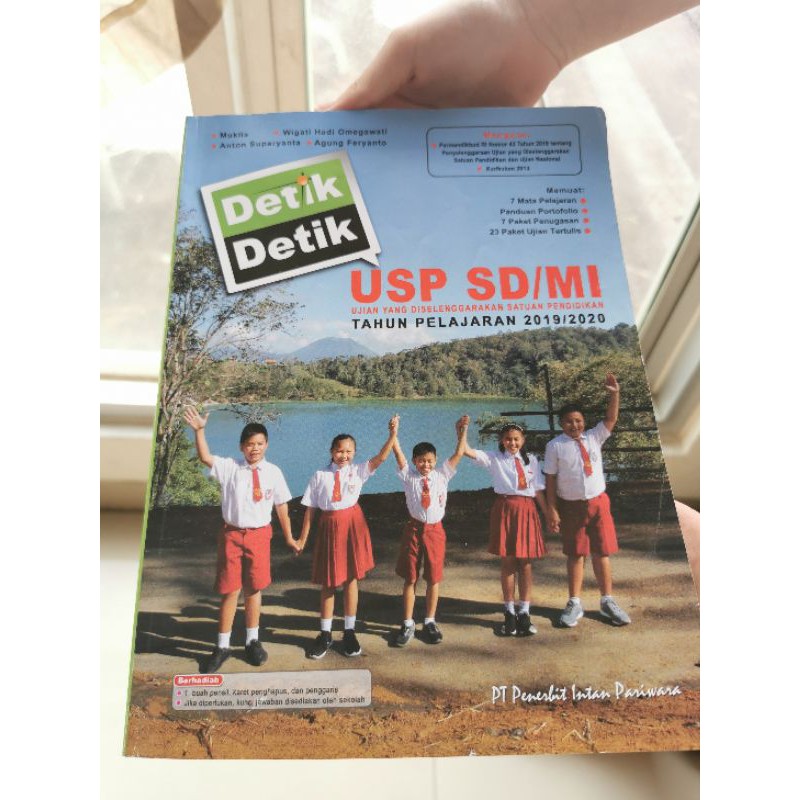 Muklis
Wigati Hadi Omegawati
Anton Suparyanta
Agung Feryanto
Mengacu:
Permendikbud RI Nomor 43 Tahun 2019 tentang
Penyelenggaraan Ujian yang Diselenggarakan
Satuan Pendidikan dan Ujian Nasional
Kurikulum 2013
Memuat:
7 Mata Pelajaran
Panduan Portofolio
7 Paket Penugasan
23 Paket Ujian Tertulis
Detik
Detik
USP SD/MI
UJIAN YANG DISELENGGARAKAN SATUAN PENDIDIKAN
TAHUN PELAJARAN 2019/2020
Berhadiah
buah pensil, karet penghapus, dan penggaris
Jika diperlukan, kunci jawaban disediakan oleh sekolah
PT Penerbit Intan Pariwara